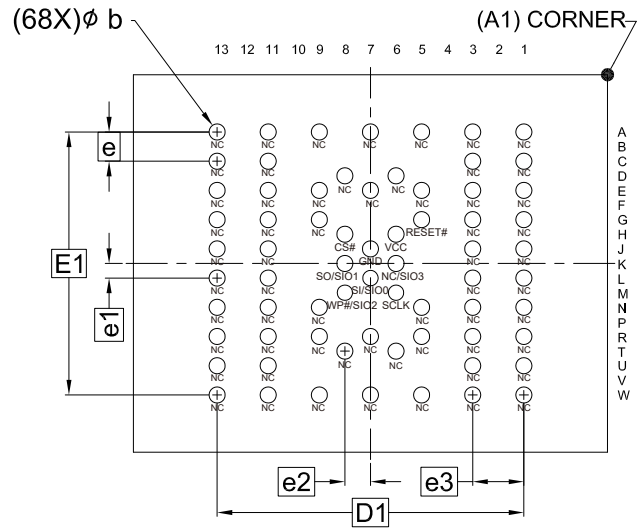 (68X)ϕ b
(A1) CORNER
13 12 11 10 9 8 7 6 5 4 3 2 1
A
B
C
D
E
F
G
H
J
K
L
M
N
P
R
T
U
V
W
NC NC NC NC NC NC NC
NC NC NC NC
NC NC
NC NC NC NC NC NC NC
NC NC NC RESET# NC NC
CS# VCC
NC NC GND NC NC
SO/SIO1 NC/SIO3
NC NC SI/SIO0 NC NC
WP#/SIO2 SCLK
NC NC NC NC NC NC
NC NC NC NC NC NC NC
NC NC
NC NC NC NC
NC NC NC NC NC NC NC
e
E1
e1
e2
e3
D1